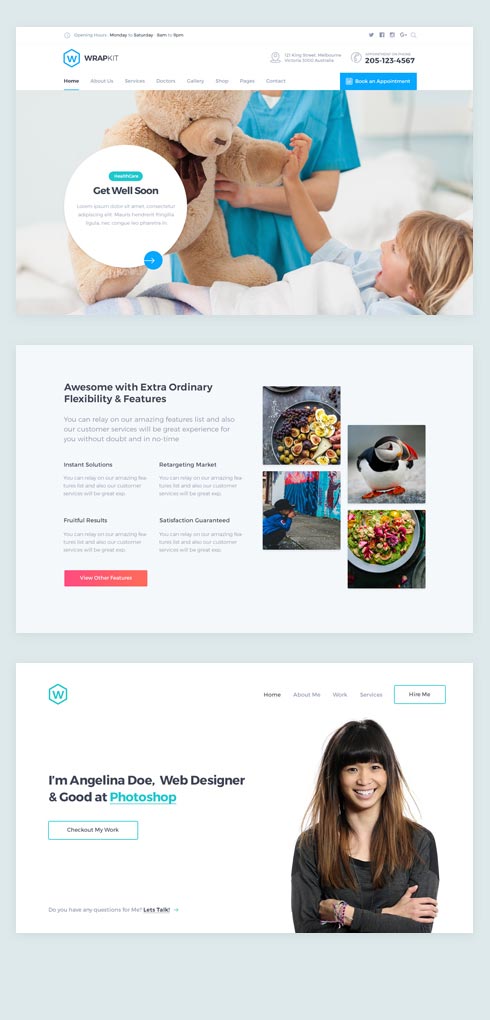 Opening Hours: Monday to Saturday - 8am to 9pm
WRAPKIT
121 King Street, Melbourne
Victoria 3000 Australia
APPOINTMENT ON PHONE
205-123-4567
Home About Us Services Doctors Gallery Shop Pages Contact
Book an Appointment
HealthCare
Get Well Soon
Lorem ipsum dolor sit amet, consectetur
adipiscing elit. Mauris hendrerit fringilla
ligula, nec congue leo pharetra in.
Awesome with Extra Ordinary
Flexibility & Features
You can relay on our amazing features list and also
our customer services will be great experience for
you without doubt and in no-time
Instant Solutions
You can relay on our amazing few
tures list and also our customer
services will be great exp.
Retargeting Market
You can relay on our amazing fea
tures list and also our customer
services will be great exp.
Fruitful Results
You can relay on our amazing few
tures list and also our customer
services will be great exp.
Satisfaction Guaranteed
You can relay on our amazing fea
tures list and also our customer
services will be great exp.
View Other Features
W
Home About Me Work Services Hire Me
I'm Angelina Doe, Web Designer
& Good at Photoshop
Checkout My Work
Do you have any questions for Me? Lets Talk!